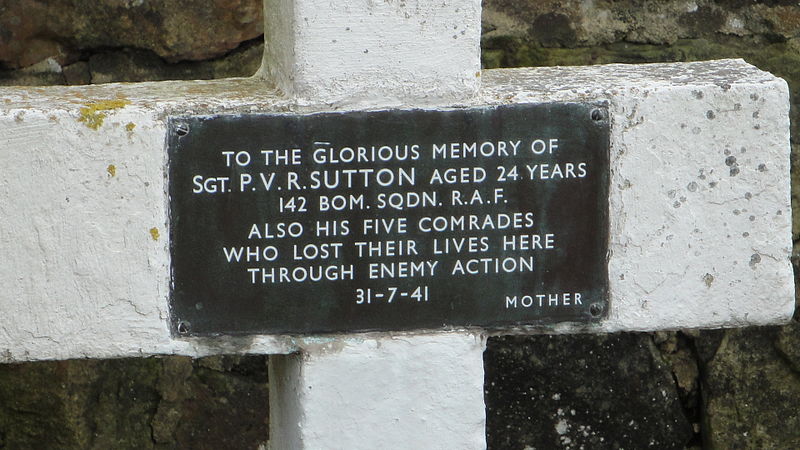 TO THE GLORIOUS MEMORY OF
SGT. P.V.R. SUTTON AGED 24 YEARS
142 BOM. SQDN. R.A.F.
ALSO HIS FIVE COMRADES
WHO LOST THEIR LIVES HERE
THROUGH ENEMY ACTION
31-7-41
MOTHER